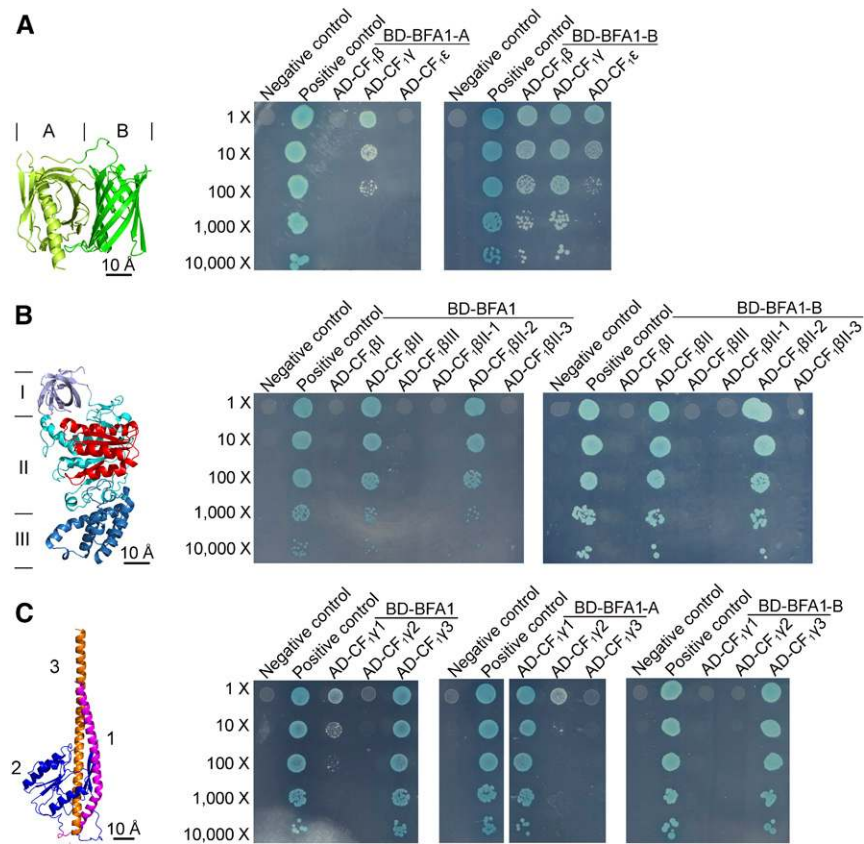 A
BD-BFA1-A
BD-BFA1-B
Negative control
Positive control
AD-CF₁β
AD-CF₁γ
AD-CF₁ε
Negative control
Positive control
AD-CF₁β
AD-CF₁γ
AD-CF₁ε
A B
10 Å
1 X
10 X
100 X
1,000 X
10,000 X
B
BD-BFA1
BD-BFA1-B
Negative control
Positive control
AD-CF₁βI
AD-CF₁βII
AD-CF₁βIII
AD-CF₁βII-1
AD-CF₁βII-2
AD-CF₁βII-3
Negative control
Positive control
AD-CF₁βI
AD-CF₁βII
AD-CF₁βIII
AD-CF₁βII-1
AD-CF₁βII-2
AD-CF₁βII-3
I
II
III
10 Å
1 X
10 X
100 X
1,000 X
10,000 X
C
BD-BFA1
BD-BFA1-A
BD-BFA1-B
Negative control
Positive control
AD-CF₁γ1
AD-CF₁γ2
AD-CF₁γ3
Negative control
Positive control
AD-CF₁γ1
AD-CF₁γ2
AD-CF₁γ3
Negative control
Positive control
AD-CF₁γ1
AD-CF₁γ2
AD-CF₁γ3
3
1
2
10 Å
1 X
10 X
100 X
1,000 X
10,000 X